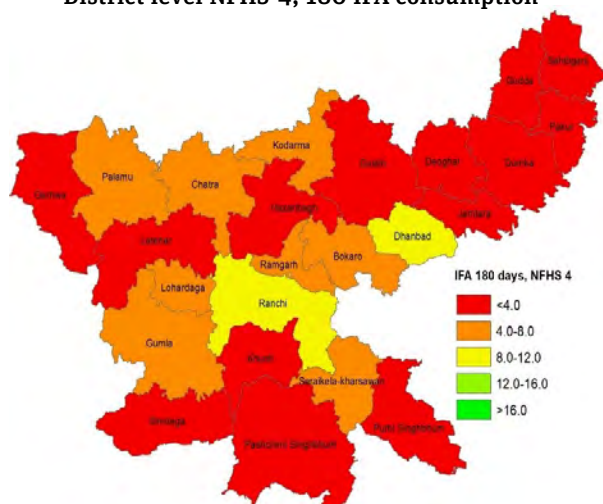 District level NFHS-4, 180 IFA consumption
Sahibganj
Godda
Pakur
Kodarma
Giridih
Deoghar
Dumka
Garhwa
Palamu
Chatra
Hazaribagh
Jamtara
Latehar
Dhanbad
Bokaro
Ramgarh
Lohardaga
Ranchi
Gumla
Khunti
Saraikela-kharsawan
Simdega
Pashchimi Singhbhum
Purbi Singhbhum
IFA 180 days, NFHS 4
<4.0
4.0-8.0
8.0-12.0
12.0-16.0
>16.0